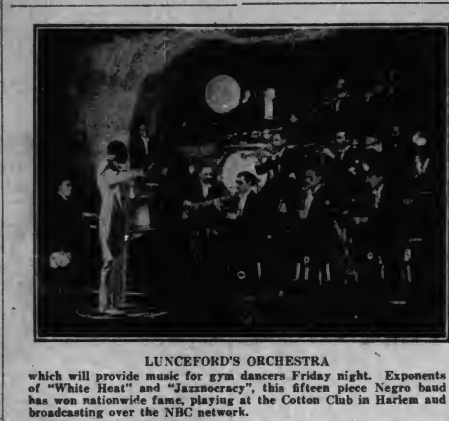 LUNCEFORD'S ORCHESTRA
which will provide music for gym dancers Friday night. Exponents
of "White Heat" and "Jazznocracy", this fifteen piece Negro baud
has won nationwide fame, playing at the Cotton Club in Harlem aud
broadcasting over the NBC network.